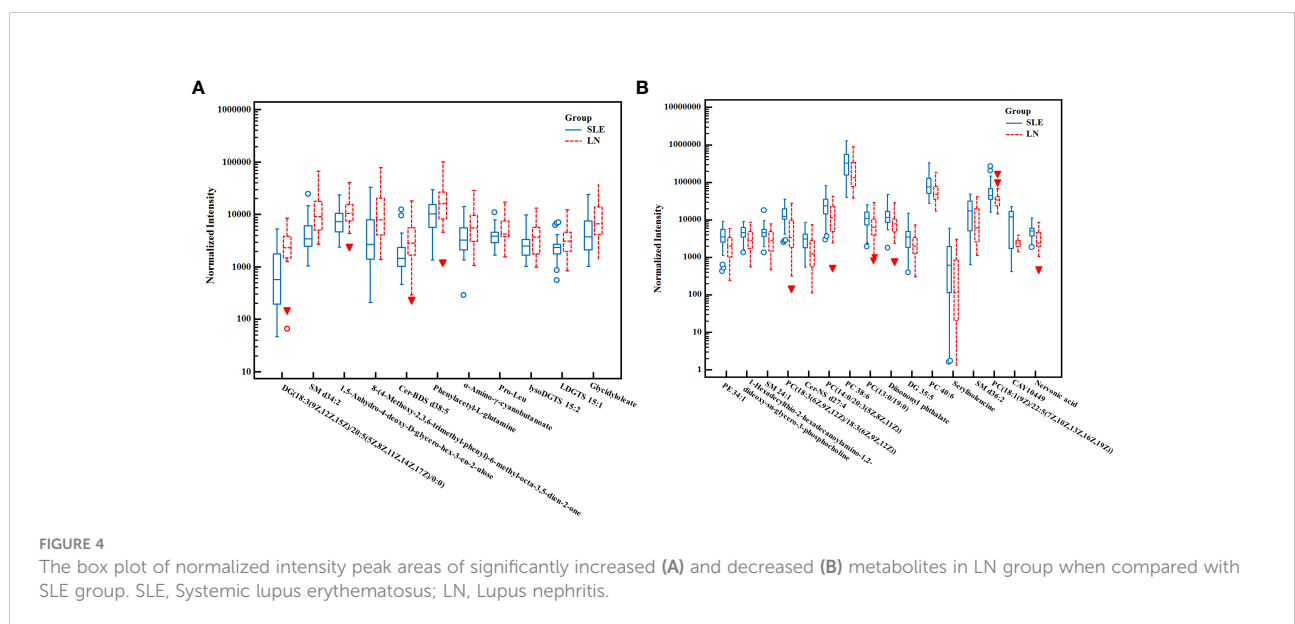 A
Normalized Intensity
1000000
100000
10000
1000
100
10
Group
SLE
LN
DG(18:3(9Z,12Z,15Z)/20:5(5Z,8Z,11Z,14Z,17Z)/0:0)
SM d34:2
1,5-Anhydro-4-deoxy-D-glycero-hex-3-en-2-ulose
8-(4-Methoxy-2,3,6-trimethyl-phenyl)-6-methyl-octa-3,5-dien-2-one
Cer-BDS d38:5
Phenylacetyl-L-glutamine
α-Amino-γ-cyanobutanoate
Pro-Leu
lysoDGTS 15:2
LDGTS 15:1
Glycidyloleate
B
Normalized Intensity
10000000
1000000
100000
10000
1000
100
10
1
Group
SLE
LN
PE 34:1
1-Hexadecylthio-2-hexadecanoylamino-1,2-
dideoxy-sn-glycero-3-phosphocholine
SM 24:1
PC(18:3(6Z,9Z,12Z)/18:3(6Z,9Z,12Z))
Cer-NS d27:4
PC(14:0/20:3(5Z,8Z,11Z))
PC 38:6
PC(13:0/19:0)
Diisononyl phthalate
DG 35:5
PC 40:6
Serylisoleucine
SM d36:2
PC(18:1(9Z)/22:5(7Z,10Z,13Z,16Z,19Z))
CAY10449
Nervonic acid
FIGURE 4
The box plot of normalized intensity peak areas of significantly increased (A) and decreased (B) metabolites in LN group when compared with
SLE group. SLE, Systemic lupus erythematosus; LN, Lupus nephritis.